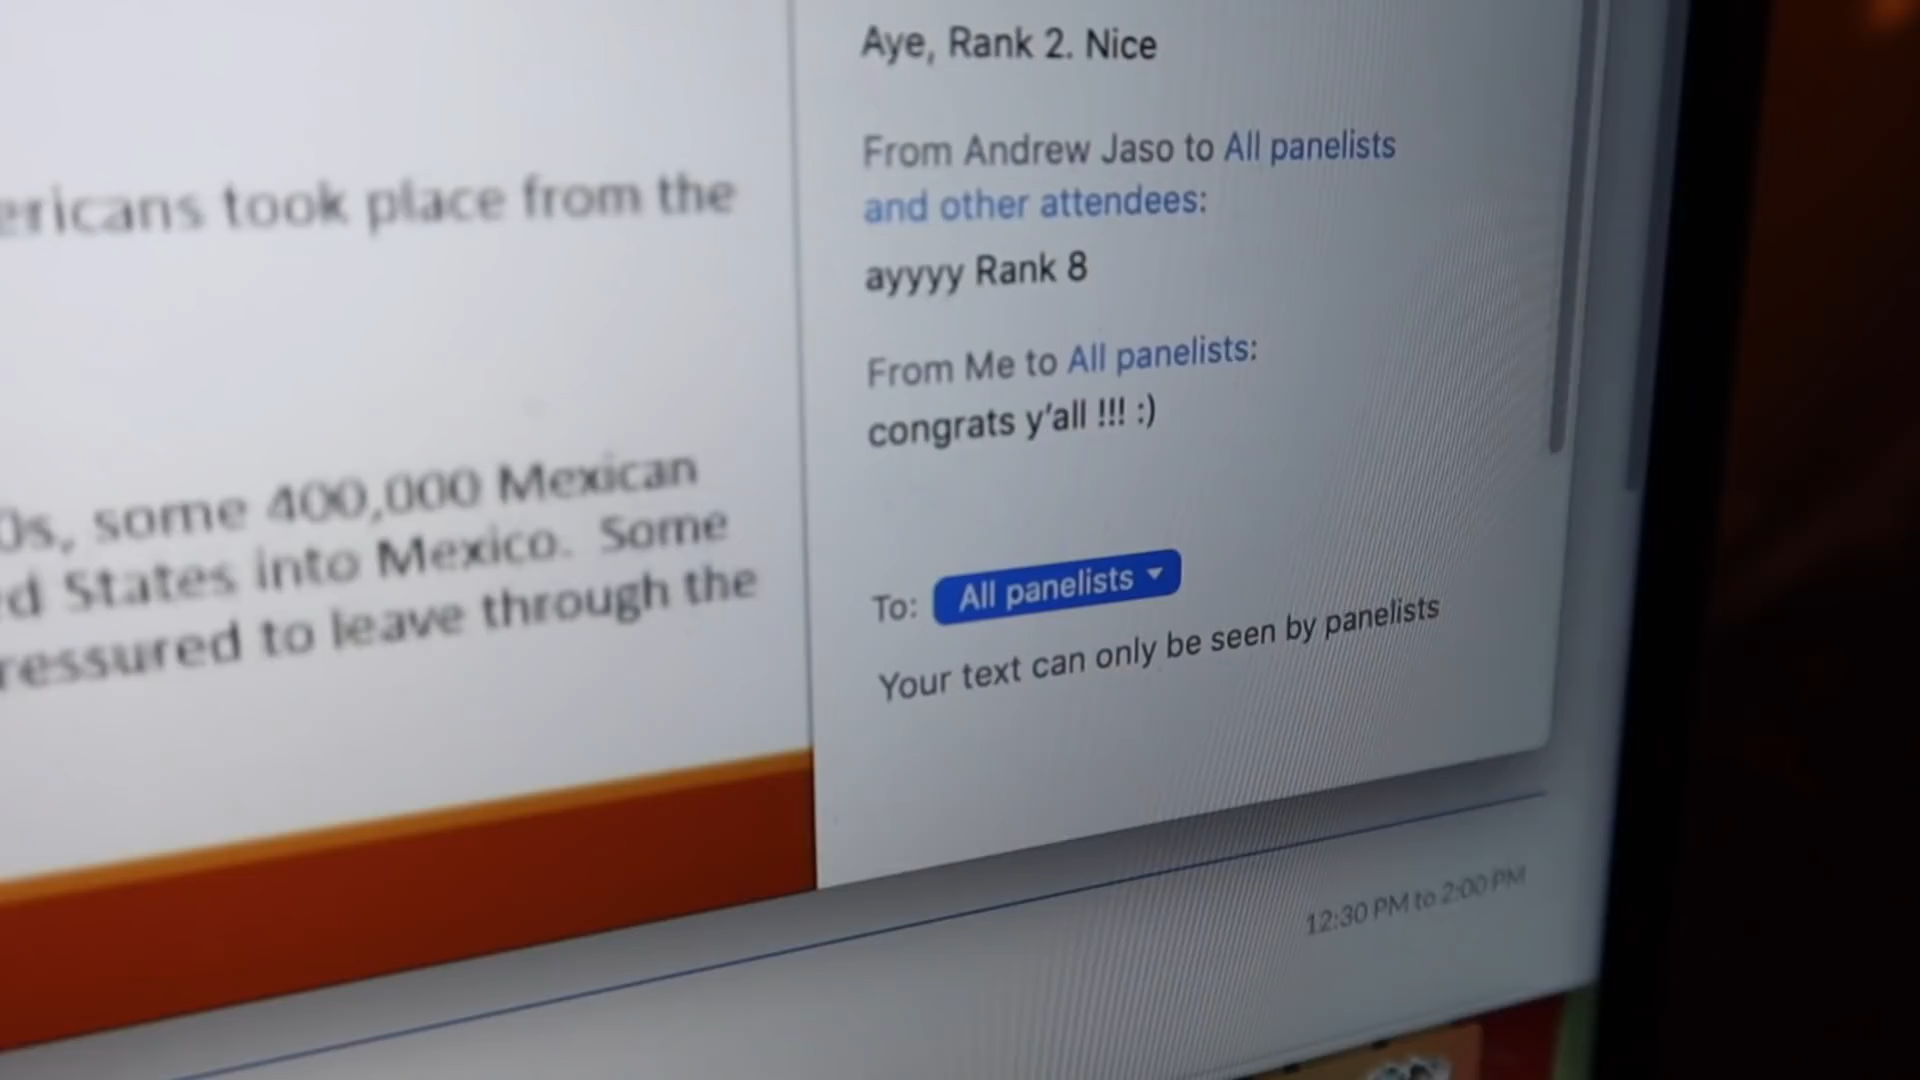 took place from the
some 400,000 Mexican
States into Mexico. Some
to leave through the
Aye, Rank 2. Nice
From Andrew Jaso to All panelists
and other attendees:
ayyyy Rank 8
From Me to All panelists:
congrats y'all !!! :)
To: All panelists
Your text can only be seen by panelists
12:30 PM to 2:00 PM